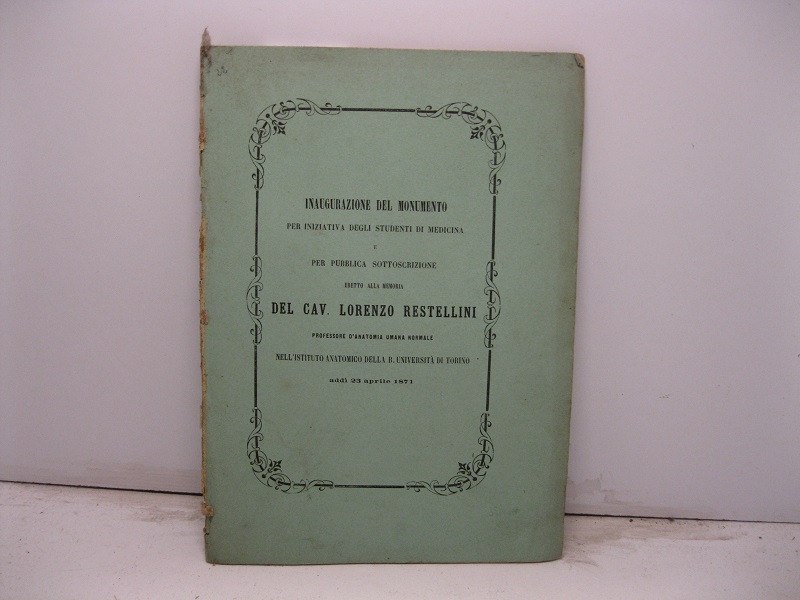 INAUGURAZIONE DEL MONUMENTO
PER INIZIATIVA DEGLI STUDENTI DI MEDICINA
E
PER PUBBLICA SOTTOSCRIZIONE
ERETTO ALLA MEMORIA
DEL CAV. LORENZO RESTELLINI
PROFESSORE D'ANATOMIA UMANA NORMALE
NELL'ISTITUTO ANATOMICO DELLA R. UNIVERSITÀ DI TORINO
addì 23 aprile 1871